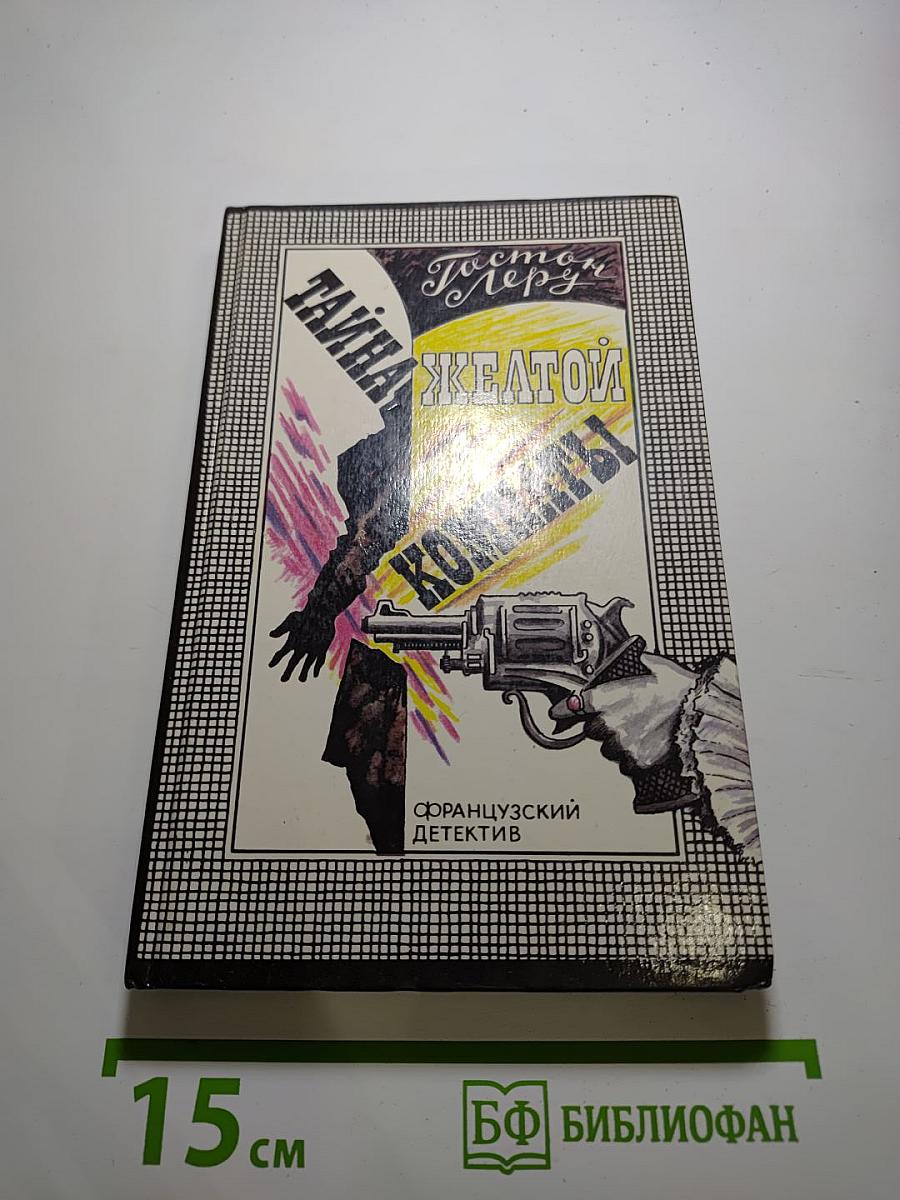 Гастон
Леру
ТАЙНА
ЖЕЛТОЙ
КОМНАТЫ
ФРАНЦУЗСКИЙ
ДЕТЕКТИВ
15 см
БФ БИБЛИОФАН